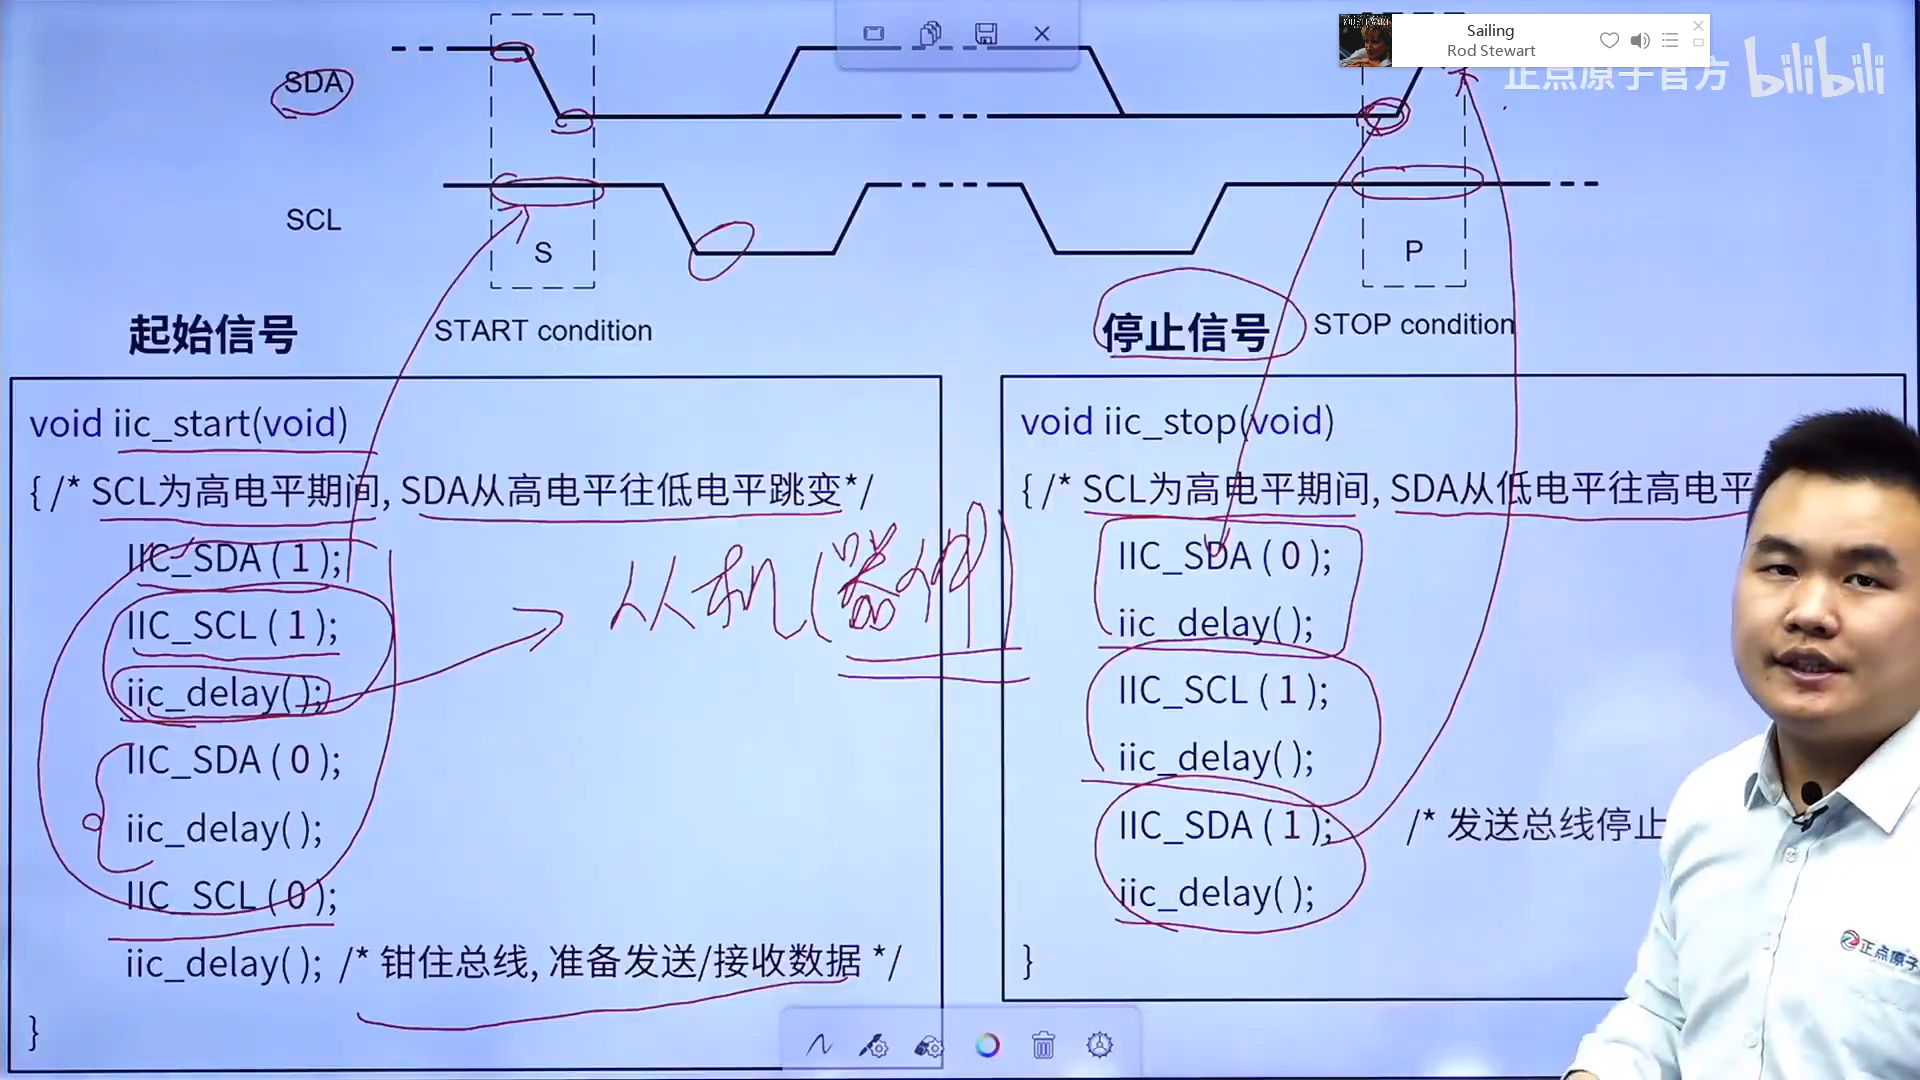 Sailing
Rod Stewart
正点原子官方 bilibili
SDA
SCL
S
P
起始信号
START condition
停止信号
STOP condition
void iic_start(void)
{ /* SCL为高电平期间, SDA从高电平往低电平跳变*/
IIC_SDA ( 1 );
IIC_SCL ( 1 );
iic_delay( );
IIC_SDA ( 0 );
iic_delay( );
IIC_SCL ( 0 );
iic_delay( ); /* 钳住总线, 准备发送/接收数据 */
}
从机(器件)
void iic_stop(void)
{ /* SCL为高电平期间, SDA从低电平往高电平
IIC_SDA ( 0 );
iic_delay( );
IIC_SCL ( 1 );
iic_delay( );
IIC_SDA ( 1 ); /* 发送总线停止
iic_delay( );
}
正点原子